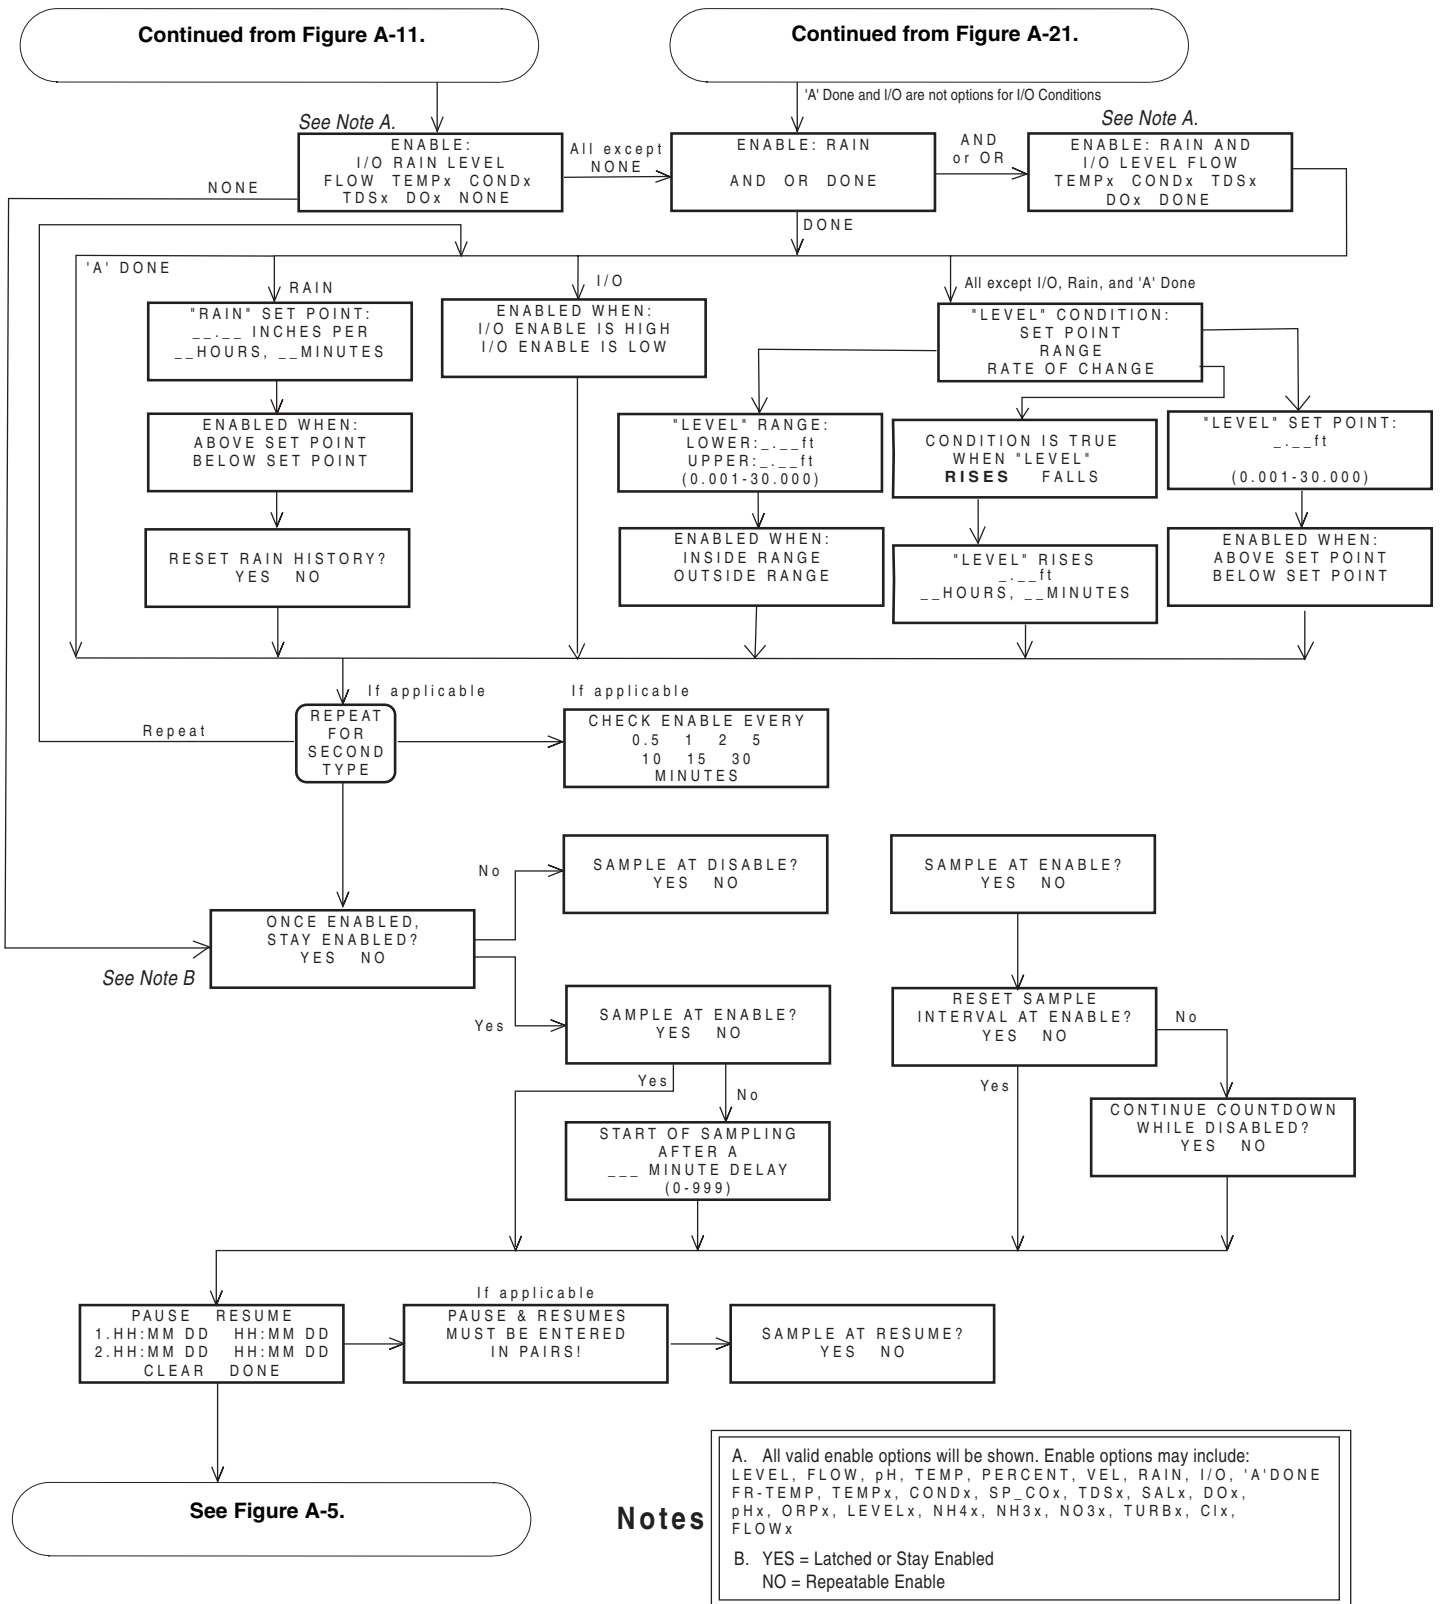 Continued from Figure A-11.
Continued from Figure A-21.
'A' Done and I/O are not options for I/O Conditions
See Note A.
ENABLE:
I/O RAIN LEVEL
FLOW TEMPx CONDx
TDSx DOx NONE
All except
NONE
ENABLE: RAIN
AND OR DONE
AND
or OR
See Note A.
ENABLE: RAIN AND
I/O LEVEL FLOW
TEMPx CONDx TDSx
DOx DONE
NONE
DONE
'A' DONE
RAIN
I/O
All except I/O, Rain, and 'A' Done
"RAIN" SET POINT:
__.__ INCHES PER
__HOURS, __MINUTES
ENABLED WHEN:
I/O ENABLE IS HIGH
I/O ENABLE IS LOW
"LEVEL" CONDITION:
SET POINT
RANGE
RATE OF CHANGE
ENABLED WHEN:
ABOVE SET POINT
BELOW SET POINT
"LEVEL" RANGE:
LOWER:_.__ft
UPPER:_.__ft
(0.001-30.000)
CONDITION IS TRUE
WHEN "LEVEL"
RISES FALLS
"LEVEL" SET POINT:
_.__ft
(0.001-30.000)
RESET RAIN HISTORY?
YES NO
ENABLED WHEN:
INSIDE RANGE
OUTSIDE RANGE
"LEVEL" RISES
_.__ft
__HOURS, __MINUTES
ENABLED WHEN:
ABOVE SET POINT
BELOW SET POINT
If applicable
If applicable
Repeat
REPEAT
FOR
SECOND
TYPE
CHECK ENABLE EVERY
0.5 1 2 5
10 15 30
MINUTES
No
SAMPLE AT DISABLE?
YES NO
SAMPLE AT ENABLE?
YES NO
ONCE ENABLED,
STAY ENABLED?
YES NO
See Note B
Yes
SAMPLE AT ENABLE?
YES NO
RESET SAMPLE
INTERVAL AT ENABLE?
YES NO
No
Yes
No
Yes
START OF SAMPLING
AFTER A
___ MINUTE DELAY
(0-999)
CONTINUE COUNTDOWN
WHILE DISABLED?
YES NO
PAUSE RESUME
1.HH:MM DD HH:MM DD
2.HH:MM DD HH:MM DD
CLEAR DONE
If applicable
PAUSE & RESUMES
MUST BE ENTERED
IN PAIRS!
SAMPLE AT RESUME?
YES NO
See Figure A-5.
Notes
A. All valid enable options will be shown. Enable options may include:
LEVEL, FLOW, pH, TEMP, PERCENT, VEL, RAIN, I/O, 'A'DONE
FR-TEMP, TEMPx, CONDx, SP_COx, TDSx, SALx, DOx,
pHx, ORPx, LEVELx, NH4x, NH3x, NO3x, TURBx, Clx,
FLOWx
B. YES = Latched or Stay Enabled
NO = Repeatable Enable